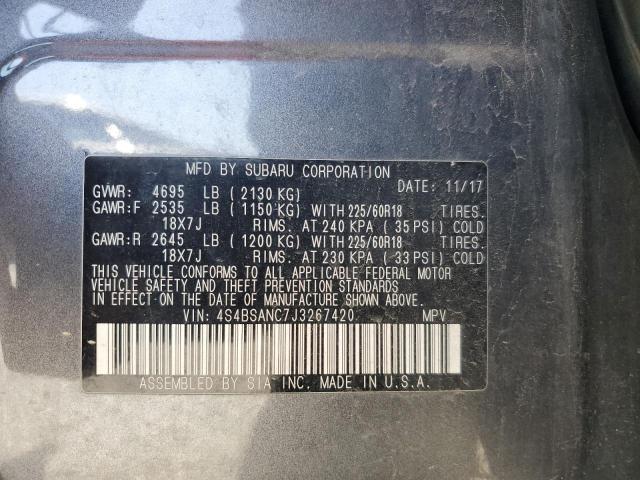 MFD BY SUBARU CORPORATION
GVWR: 4695 LB (2130 KG) DATE: 11/17
GAWR:F 2535 LB (1150 KG) WITH 225/60R18 TIRES.
18X7J RIMS. AT 240 KPA (35 PSI) COLD
GAWR:R 2645 LB (1200 KG) WITH 225/60R18 TIRES.
18X7J RIMS. AT 230 KPA (33 PSI) COLD
THIS VEHICLE CONFORMS TO ALL APPLICABLE FEDERAL MOTOR
VEHICLE SAFETY AND THEFT PREVENTION STANDARDS
IN EFFECT ON THE DATE OF MANUFACTURE SHOWN ABOVE.
VIN: 4S4BSANC7J3267420 MPV
ASSEMBLED BY SIA INC. MADE IN U.S.A.